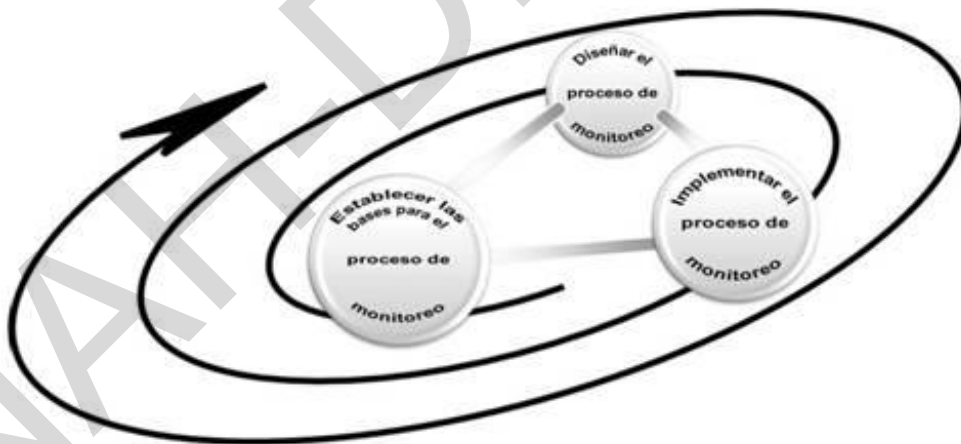 Diseñar el
proceso de
monitoreo
Establecer las
bases para el
proceso de
monitoreo
Implementar el
proceso de
monitoreo